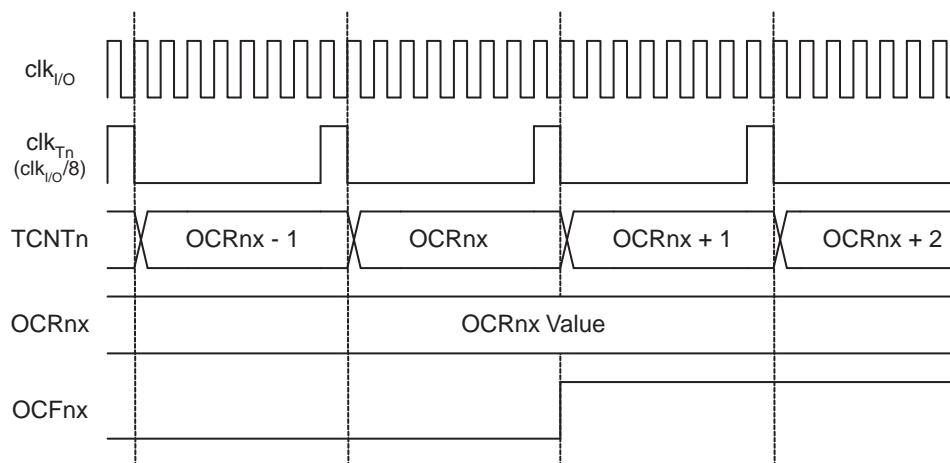 clkI/O
clkTn
(clkI/O/8)
TCNTn
OCRnx - 1
OCRnx
OCRnx + 1
OCRnx + 2
OCRnx
OCRnx Value
OCFnx